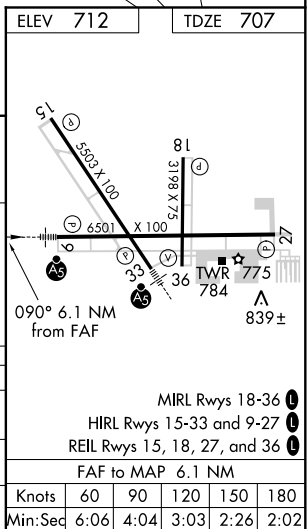 ELEV 712
TDZE 707
15
5503 X 100
P
18
P
3198 X 75
P
6501 X 100
9
27
P
P
V
A5
33
A5
36
TWR
784
775
839±
090° 6.1 NM
from FAF
MIRL Rwys 18-36 L
HIRL Rwys 15-33 and 9-27 L
REIL Rwys 15, 18, 27, and 36 L
FAF to MAP 6.1 NM
Knots 60 90 120 150 180
Min:Sec 6:06 4:04 3:03 2:26 2:02